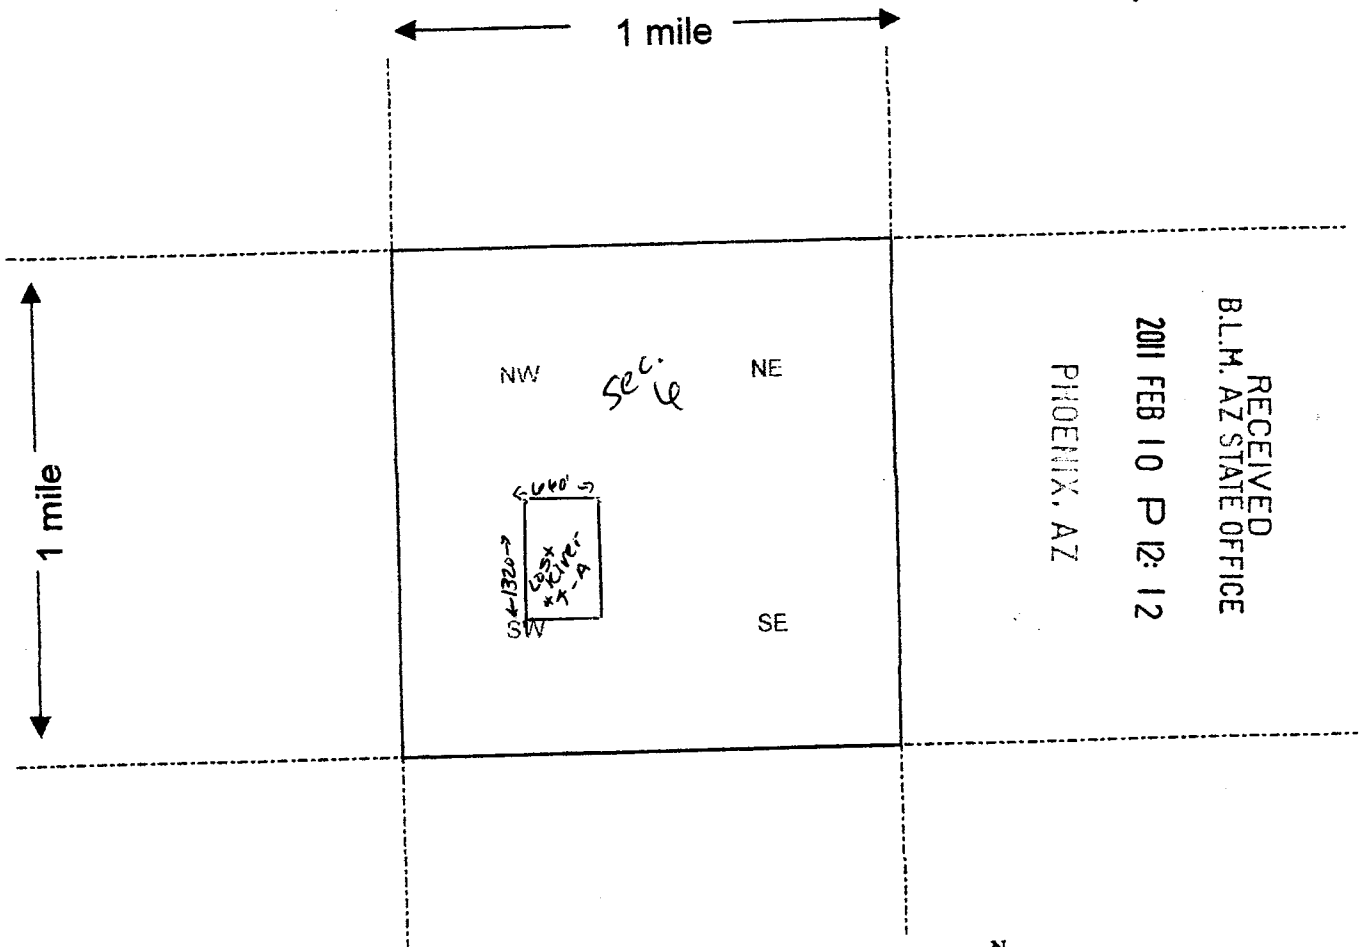 1 mile
1 mile
NW
NE
Sec.
6
640'
1320
River
SW
SE
RECEIVED
B.L.M. AZ STATE OFFICE
2011 FEB 10 P 12: 12
PHOENIX, AZ
N